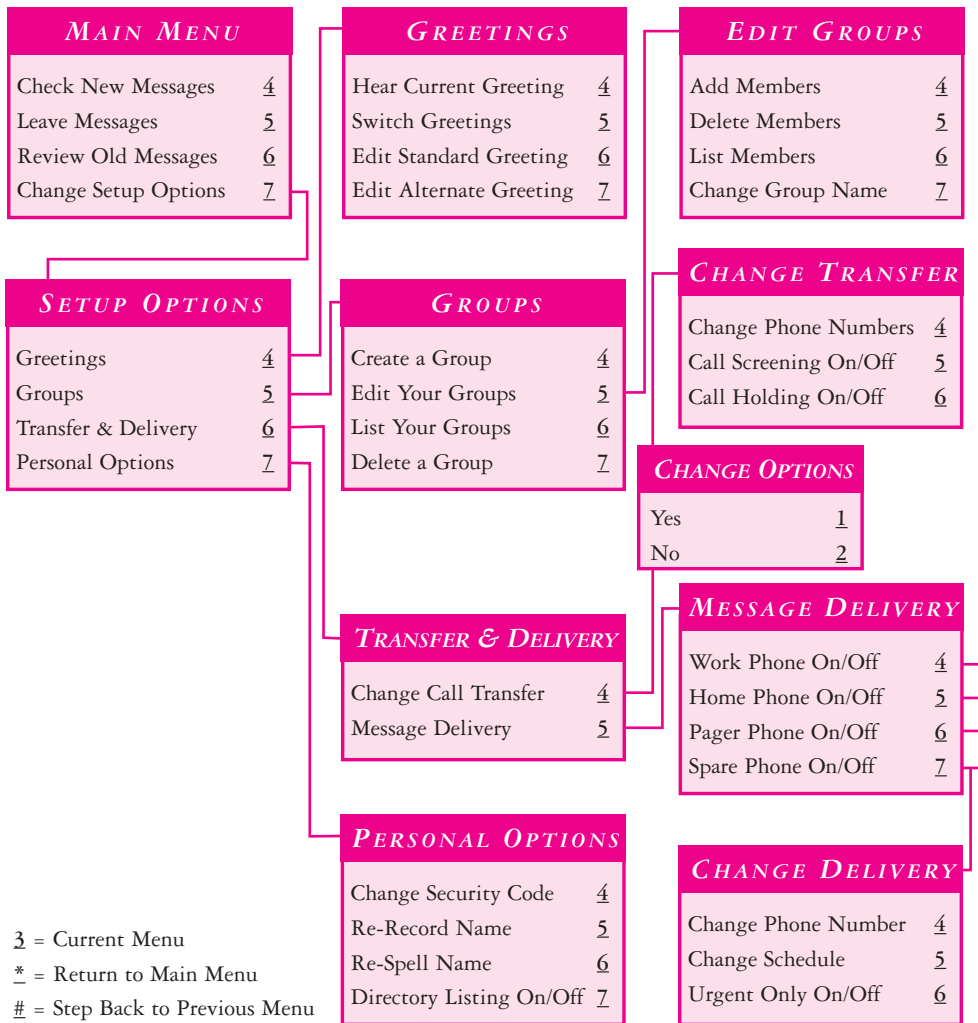 MAIN MENU
Check New Messages 4
Leave Messages 5
Review Old Messages 6
Change Setup Options 7
GREETINGS
Hear Current Greeting 4
Switch Greetings 5
Edit Standard Greeting 6
Edit Alternate Greeting 7
EDIT GROUPS
Add Members 4
Delete Members 5
List Members 6
Change Group Name 7
SETUP OPTIONS
Greetings 4
Groups 5
Transfer & Delivery 6
Personal Options 7
GROUPS
Create a Group 4
Edit Your Groups 5
List Your Groups 6
Delete a Group 7
CHANGE TRANSFER
Change Phone Numbers 4
Call Screening On/Off 5
Call Holding On/Off 6
CHANGE OPTIONS
Yes 1
No 2
TRANSFER & DELIVERY
Change Call Transfer 4
Message Delivery 5
MESSAGE DELIVERY
Work Phone On/Off 4
Home Phone On/Off 5
Pager Phone On/Off 6
Spare Phone On/Off 7
PERSONAL OPTIONS
Change Security Code 4
Re-Record Name 5
Re-Spell Name 6
Directory Listing On/Off 7
CHANGE DELIVERY
Change Phone Number 4
Change Schedule 5
Urgent Only On/Off 6
3 = Current Menu
* = Return to Main Menu
# = Step Back to Previous Menu